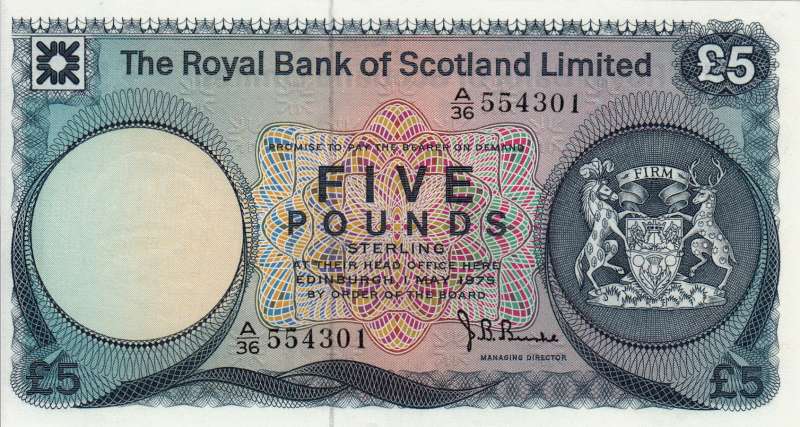 The Royal Bank of Scotland Limited
£5
A/36 554301
FIRM
PROMISE TO PAY THE BEARER ON DEMAND
FIVE
POUNDS
STERLING
AT THEIR HEAD OFFICE HERE
EDINBURGH 1 MAY 1975
BY ORDER OF THE BOARD
A/36 554301
J B Burke
MANAGING DIRECTOR
£5
£5